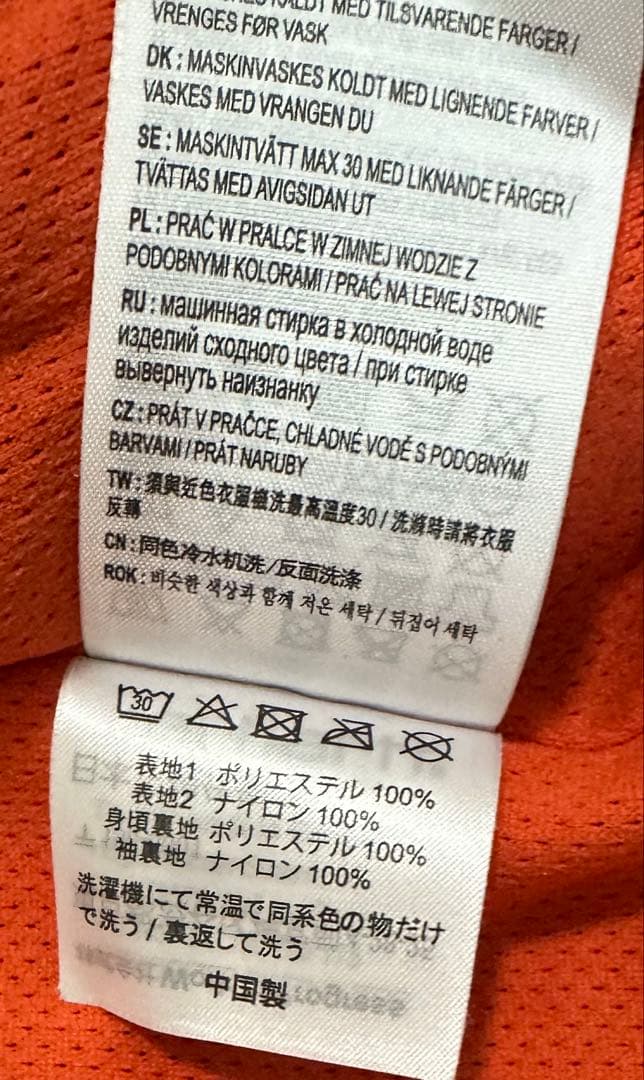 MED TILSVARENDE FARGER /
VRENGES FØR VASK
DK : MASKINVASKES KOLDT MED LIGNENDE FARVER /
VASKES MED VRANGEN DU
SE : MASKINTVÄTT MAX 30 MED LIKNANDE FÄRGER /
TVÄTTAS MED AVIGSIDAN UT
PL : PRAĆ W PRALCE W ZIMNEJ WODZIE Z
PODOBNYMI KOLORAMI / PRAĆ NA LEWEJ STRONIE
RU : машинная стирка в холодной воде
изделий сходного цвета / при стирке
вывернуть наизнанку
CZ : PRÁT V PRAČCE, CHLADNÉ VODĚ S PODOBNÝMI
BARVAMI / PRÁT NARUBY
TW : 須與近色衣服機洗最高溫度30 / 洗滌時請將衣服
反轉
CN : 同色冷水机洗/反面洗涤
ROK : 비슷한 색상과 함께 저온 세탁 / 뒤집어 세탁
30
表地1 ポリエステル 100%
表地2 ナイロン 100%
身頃裏地 ポリエステル 100%
袖裏地 ナイロン 100%
洗濯機にて常温で同系色の物だけ
で洗う / 裏返して洗う
中国製